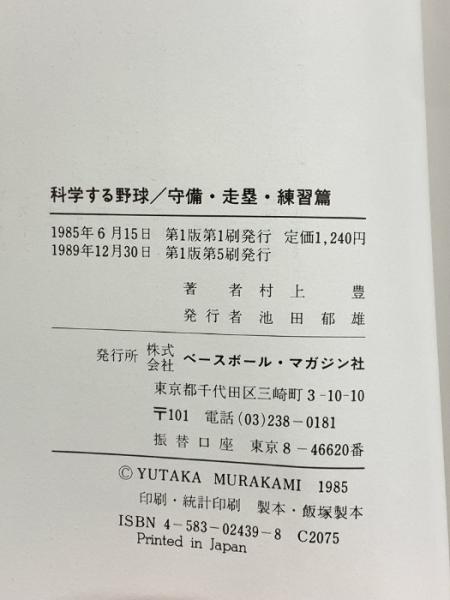 科学する野球/守備・走塁・練習篇
1985年6月15日 第1版第1刷発行 定価1,240円
1989年12月30日 第1版第5刷発行
著者 村上豊
発行者 池田郁雄
発行所 株式会社 ベースボール・マガジン社
東京都千代田区三崎町3-10-10
〒101 電話(03)238-0181
振替口座 東京8-46620番
©YUTAKA MURAKAMI 1985
印刷・統計印刷 製本・飯塚製本
ISBN 4-583-02439-8 C2075
Printed in Japan